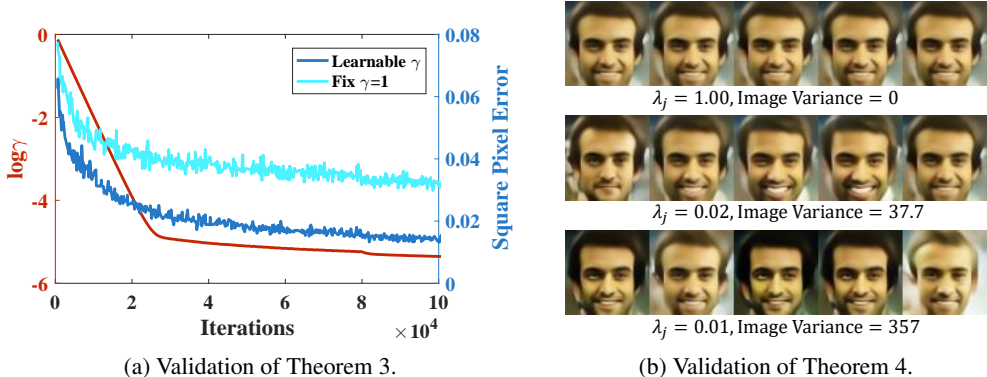 0
-2
-4
-6
logγ
Learnable γ
Fix γ=1
0.08
0.06
0.04
0.02
0
Square Pixel Error
0 2 4 6 8 10
Iterations
×10⁴
(a) Validation of Theorem 3.
λⱼ = 1.00, Image Variance = 0
λⱼ = 0.02, Image Variance = 37.7
λⱼ = 0.01, Image Variance = 357
(b) Validation of Theorem 4.